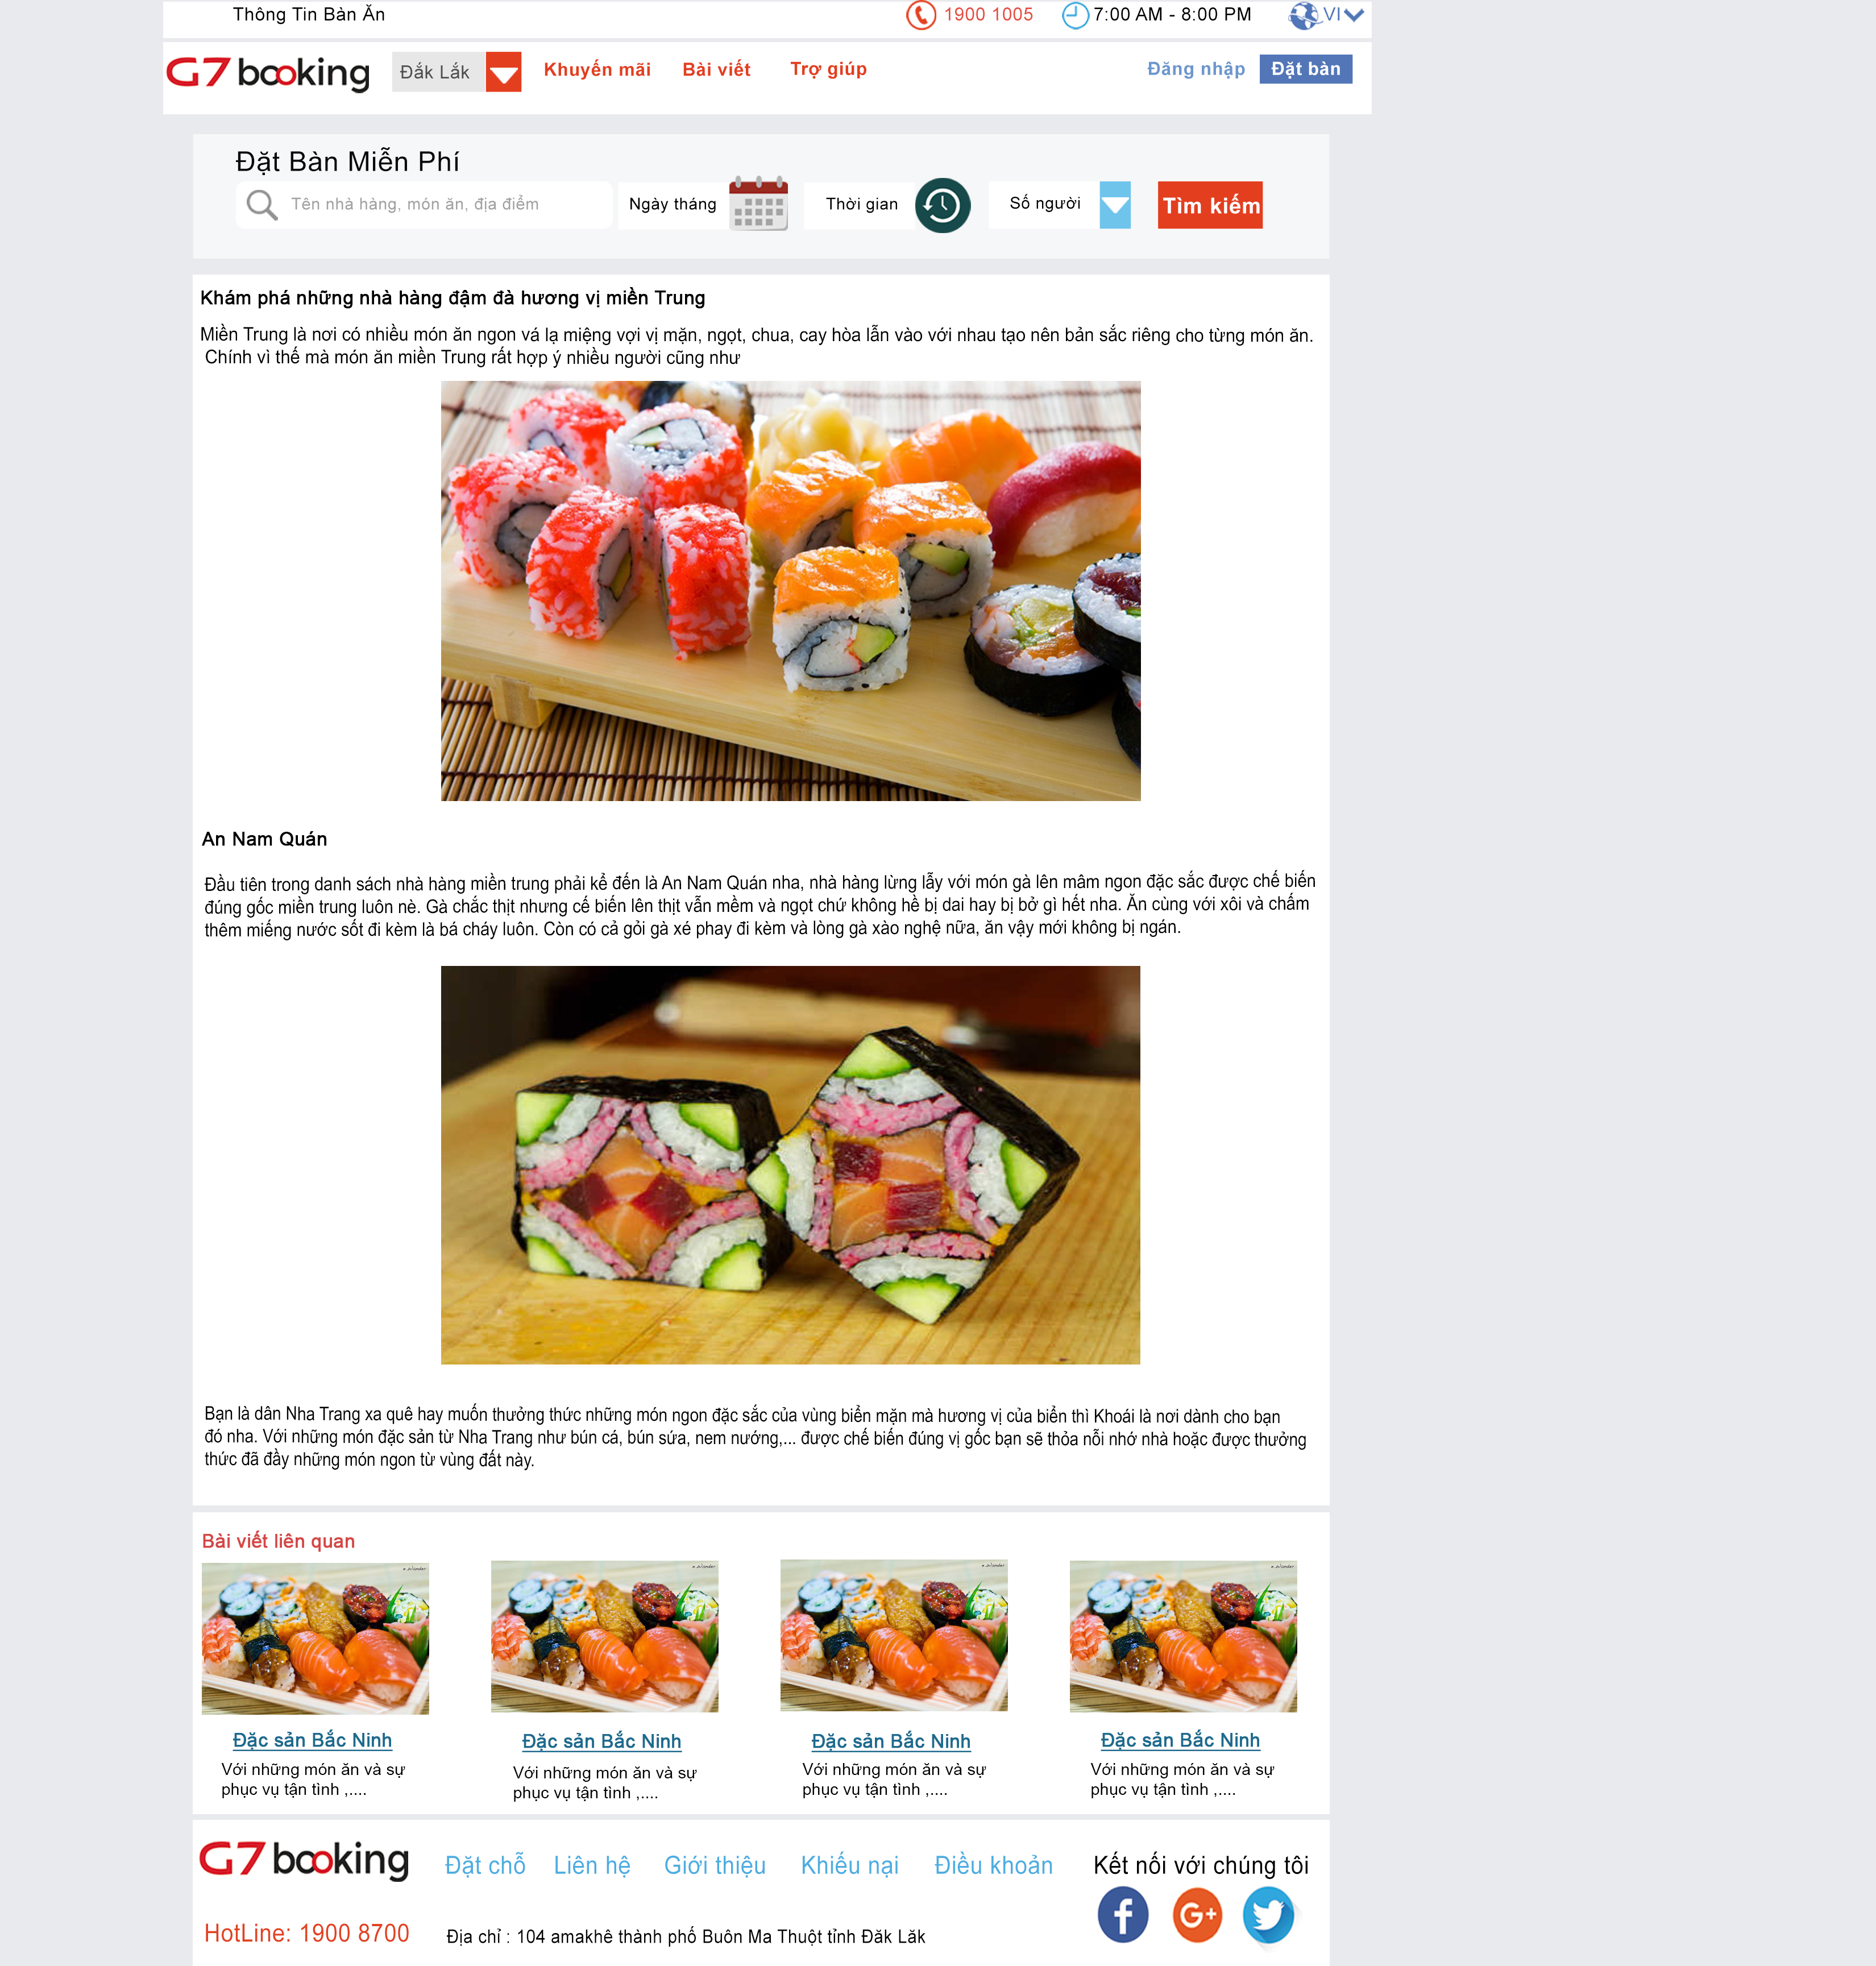 Thông Tin Bàn Ăn
1900 1005
7:00 AM - 8:00 PM
VI
G7 booking
Đắk Lắk
Khuyến mãi
Bài viết
Trợ giúp
Đăng nhập
Đặt bàn
Đặt Bàn Miễn Phí
Tên nhà hàng, món ăn, địa điểm
Ngày tháng
Thời gian
Số người
Tìm kiếm
Khám phá những nhà hàng đậm đà hương vị miền Trung
Miền Trung là nơi có nhiều món ăn ngon vá lạ miệng vợi vị mặn, ngọt, chua, cay hòa lẫn vào với nhau tạo nên bản sắc riêng cho từng món ăn.
Chính vì thế mà món ăn miền Trung rất hợp ý nhiều người cũng như
An Nam Quán
Đầu tiên trong danh sách nhà hàng miền trung phải kể đến là An Nam Quán nha, nhà hàng lừng lẫy với món gà lên mâm ngon đặc sắc được chế biến
đúng gốc miền trung luôn nè. Gà chắc thịt nhưng cế biến lên thịt vẫn mềm và ngọt chứ không hề bị dai hay bị bở gì hết nha. Ăn cùng với xôi và chấm
thêm miếng nước sốt đi kèm là bá cháy luôn. Còn có cả gỏi gà xé phay đi kèm và lòng gà xào nghệ nữa, ăn vậy mới không bị ngán.
Bạn là dân Nha Trang xa quê hay muốn thưởng thức những món ngon đặc sắc của vùng biển mặn mà hương vị của biển thì Khoái là nơi dành cho bạn
đó nha. Với những món đặc sản từ Nha Trang như bún cá, bún sứa, nem nướng,... được chế biến đúng vị gốc bạn sẽ thỏa nỗi nhớ nhà hoặc được thưởng
thức đã đầy những món ngon từ vùng đất này.
Bài viết liên quan
Đặc sản Bắc Ninh
Với những món ăn và sự
phục vụ tận tình ,....
Đặc sản Bắc Ninh
Với những món ăn và sự
phục vụ tận tình ,....
Đặc sản Bắc Ninh
Với những món ăn và sự
phục vụ tận tình ,....
Đặc sản Bắc Ninh
Với những món ăn và sự
phục vụ tận tình ,....
G7 booking
Đặt chỗ
Liên hệ
Giới thiệu
Khiếu nại
Điều khoản
Kết nối với chúng tôi
f
G+
HotLine: 1900 8700
Địa chỉ : 104 amakhê thành phố Buôn Ma Thuột tỉnh Đăk Lăk